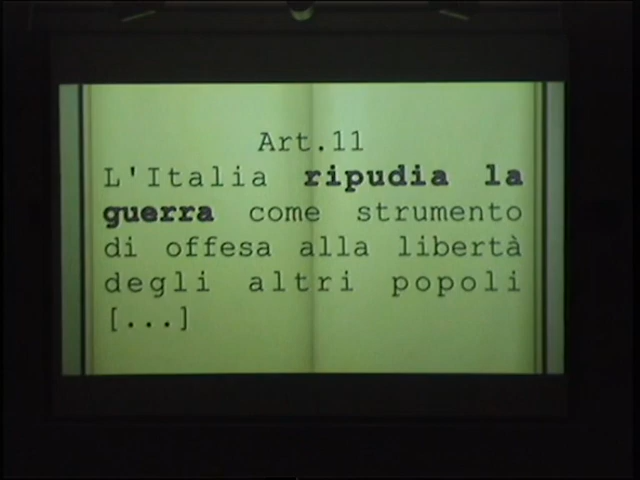 Art.11
L'Italia ripudia la
guerra come strumento
di offesa alla libertà
degli altri popoli
[...]